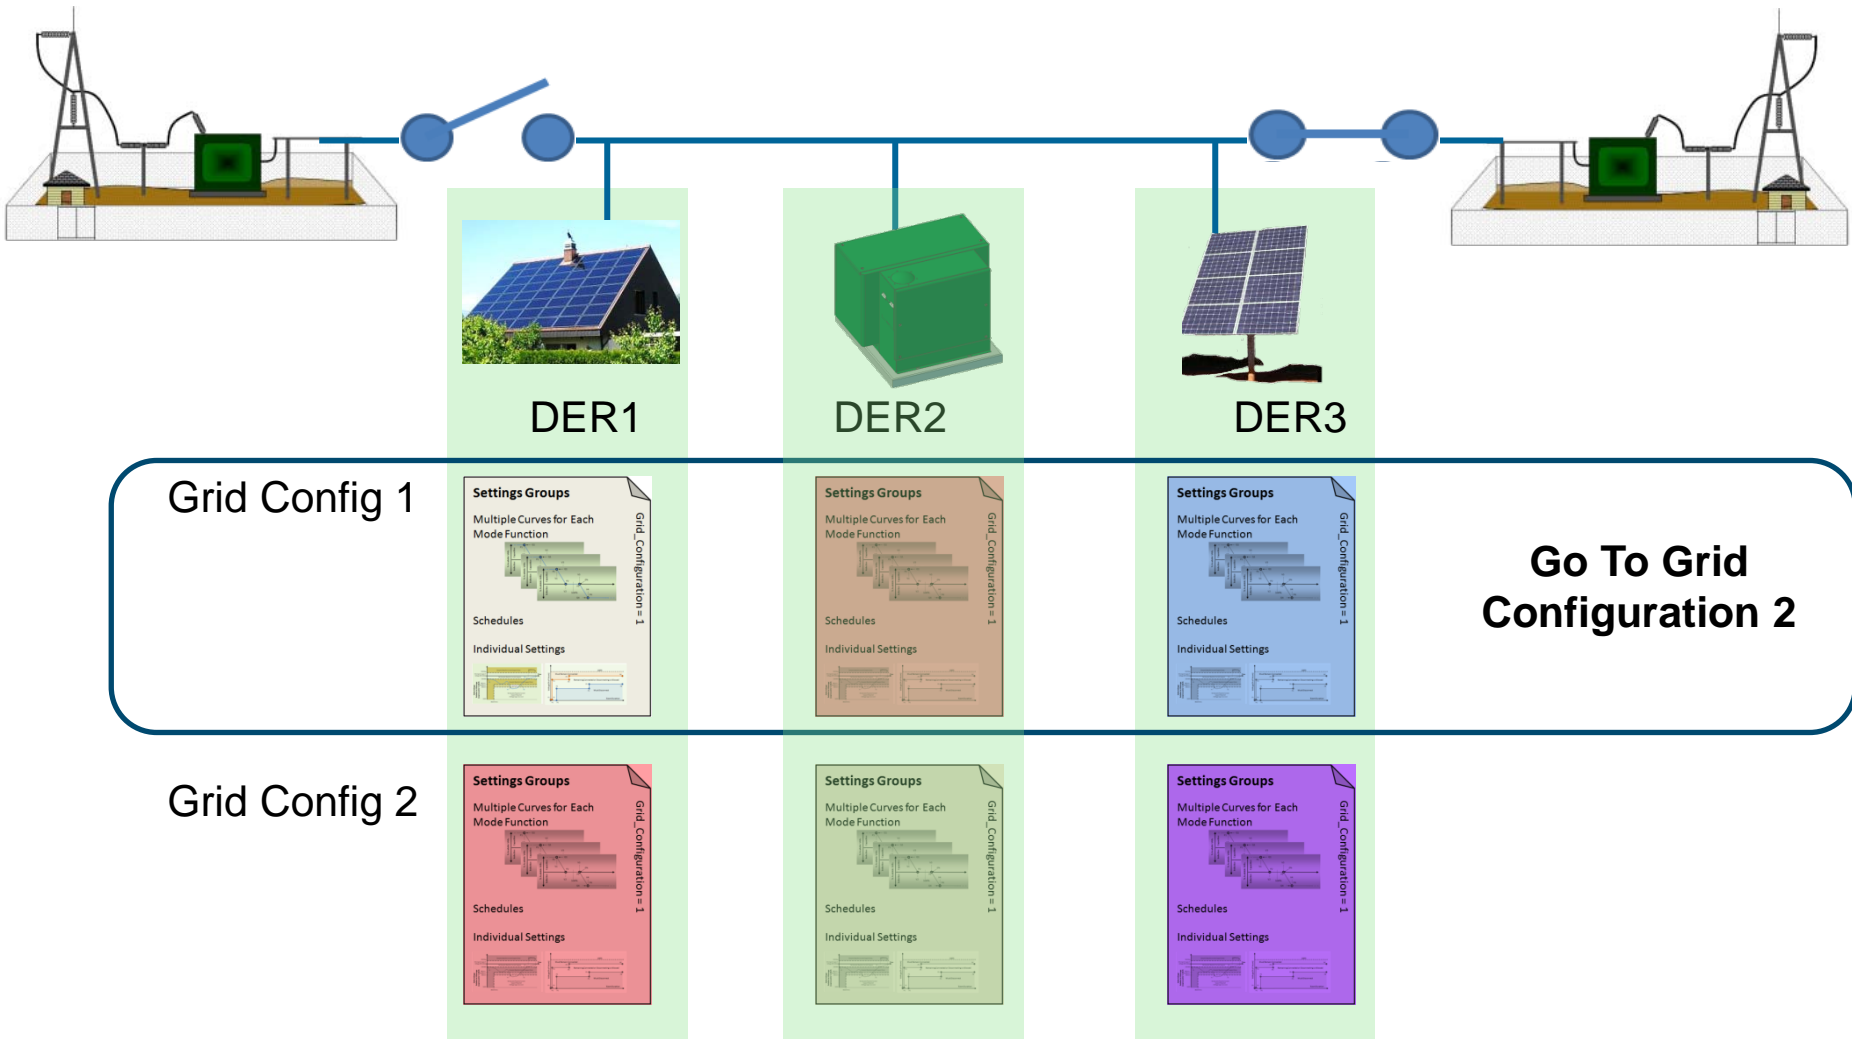 DER1
DER2
DER3
Grid Config 1
Settings Groups
Multiple Curves for Each
Mode Function
Schedules
Individual Settings
Grid_Configuration = 1
Settings Groups
Multiple Curves for Each
Mode Function
Schedules
Individual Settings
Grid_Configuration = 1
Settings Groups
Multiple Curves for Each
Mode Function
Schedules
Individual Settings
Grid_Configuration = 1
Go To Grid
Configuration 2
Grid Config 2
Settings Groups
Multiple Curves for Each
Mode Function
Schedules
Individual Settings
Grid_Configuration = 1
Settings Groups
Multiple Curves for Each
Mode Function
Schedules
Individual Settings
Grid_Configuration = 1
Settings Groups
Multiple Curves for Each
Mode Function
Schedules
Individual Settings
Grid_Configuration = 1